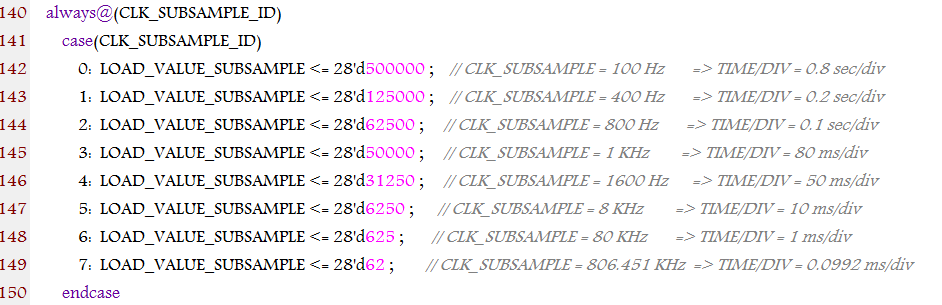 140 always@(CLK_SUBSAMPLE_ID)
141 case(CLK_SUBSAMPLE_ID)
142 0: LOAD_VALUE_SUBSAMPLE <= 28'd500000 ; // CLK_SUBSAMPLE = 100 Hz => TIME/DIV = 0.8 sec/div
143 1: LOAD_VALUE_SUBSAMPLE <= 28'd125000 ; // CLK_SUBSAMPLE = 400 Hz => TIME/DIV = 0.2 sec/div
144 2: LOAD_VALUE_SUBSAMPLE <= 28'd62500 ; // CLK_SUBSAMPLE = 800 Hz => TIME/DIV = 0.1 sec/div
145 3: LOAD_VALUE_SUBSAMPLE <= 28'd50000 ; // CLK_SUBSAMPLE = 1 KHz => TIME/DIV = 80 ms/div
146 4: LOAD_VALUE_SUBSAMPLE <= 28'd31250 ; // CLK_SUBSAMPLE = 1600 Hz => TIME/DIV = 50 ms/div
147 5: LOAD_VALUE_SUBSAMPLE <= 28'd6250 ; // CLK_SUBSAMPLE = 8 KHz => TIME/DIV = 10 ms/div
148 6: LOAD_VALUE_SUBSAMPLE <= 28'd625 ; // CLK_SUBSAMPLE = 80 KHz => TIME/DIV = 1 ms/div
149 7: LOAD_VALUE_SUBSAMPLE <= 28'd62 ; // CLK_SUBSAMPLE = 806.451 KHz => TIME/DIV = 0.0992 ms/div
150 endcase